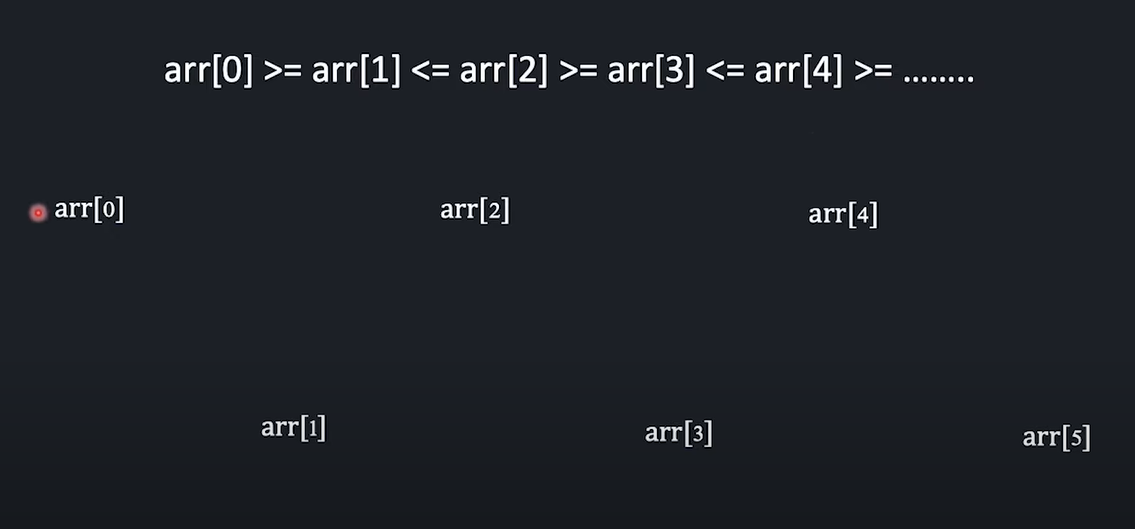 arr[0] >= arr[1] <= arr[2] >= arr[3] <= arr[4] >= ........
arr[0] arr[2] arr[4]
arr[1] arr[3] arr[5]